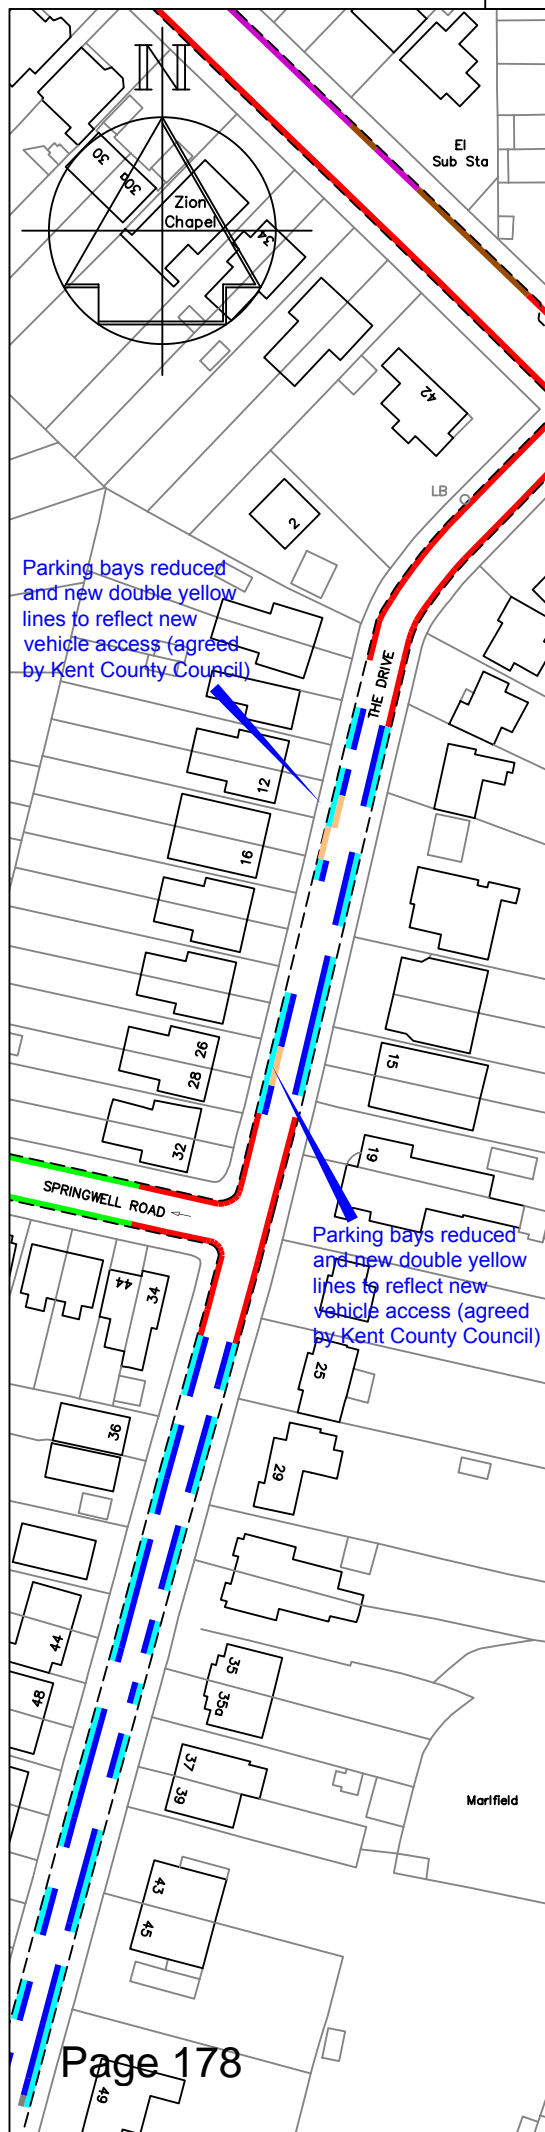 N
El
Sub Sta
30
30a
Zion
Chapel
34
42
LB
2
Parking bays reduced
and new double yellow
lines to reflect new
vehicle access (agreed
by Kent County Council)
THE DRIVE
12
16
26
28
15
32
19
SPRINGWELL ROAD
Parking bays reduced
and new double yellow
lines to reflect new
vehicle access (agreed
by Kent County Council)
44
34
25
36
29
44
35
35a
48
37
39
Marlfield
43
45
Page 178
49